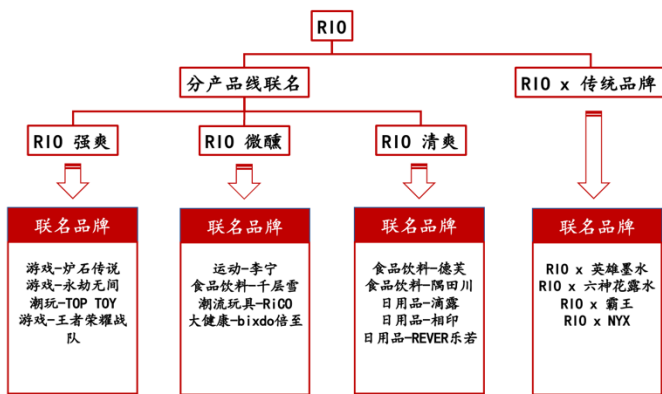 RIO
分产品线联名
RIO x 传统品牌
RIO 强爽
RIO 微醺
RIO 清爽
联名品牌
游戏-炉石传说
游戏-永劫无间
潮玩-TOP TOY
游戏-王者荣耀战
队
联名品牌
运动-李宁
食品饮料-千层雪
潮流玩具-RiCO
大健康-bixdo倍至
联名品牌
食品饮料-德芙
食品饮料-隅田川
日用品-滴露
日用品-相印
日用品-REVER乐若
联名品牌
RIO x 英雄墨水
RIO x 六神花露水
RIO x 霸王
RIO x NYX